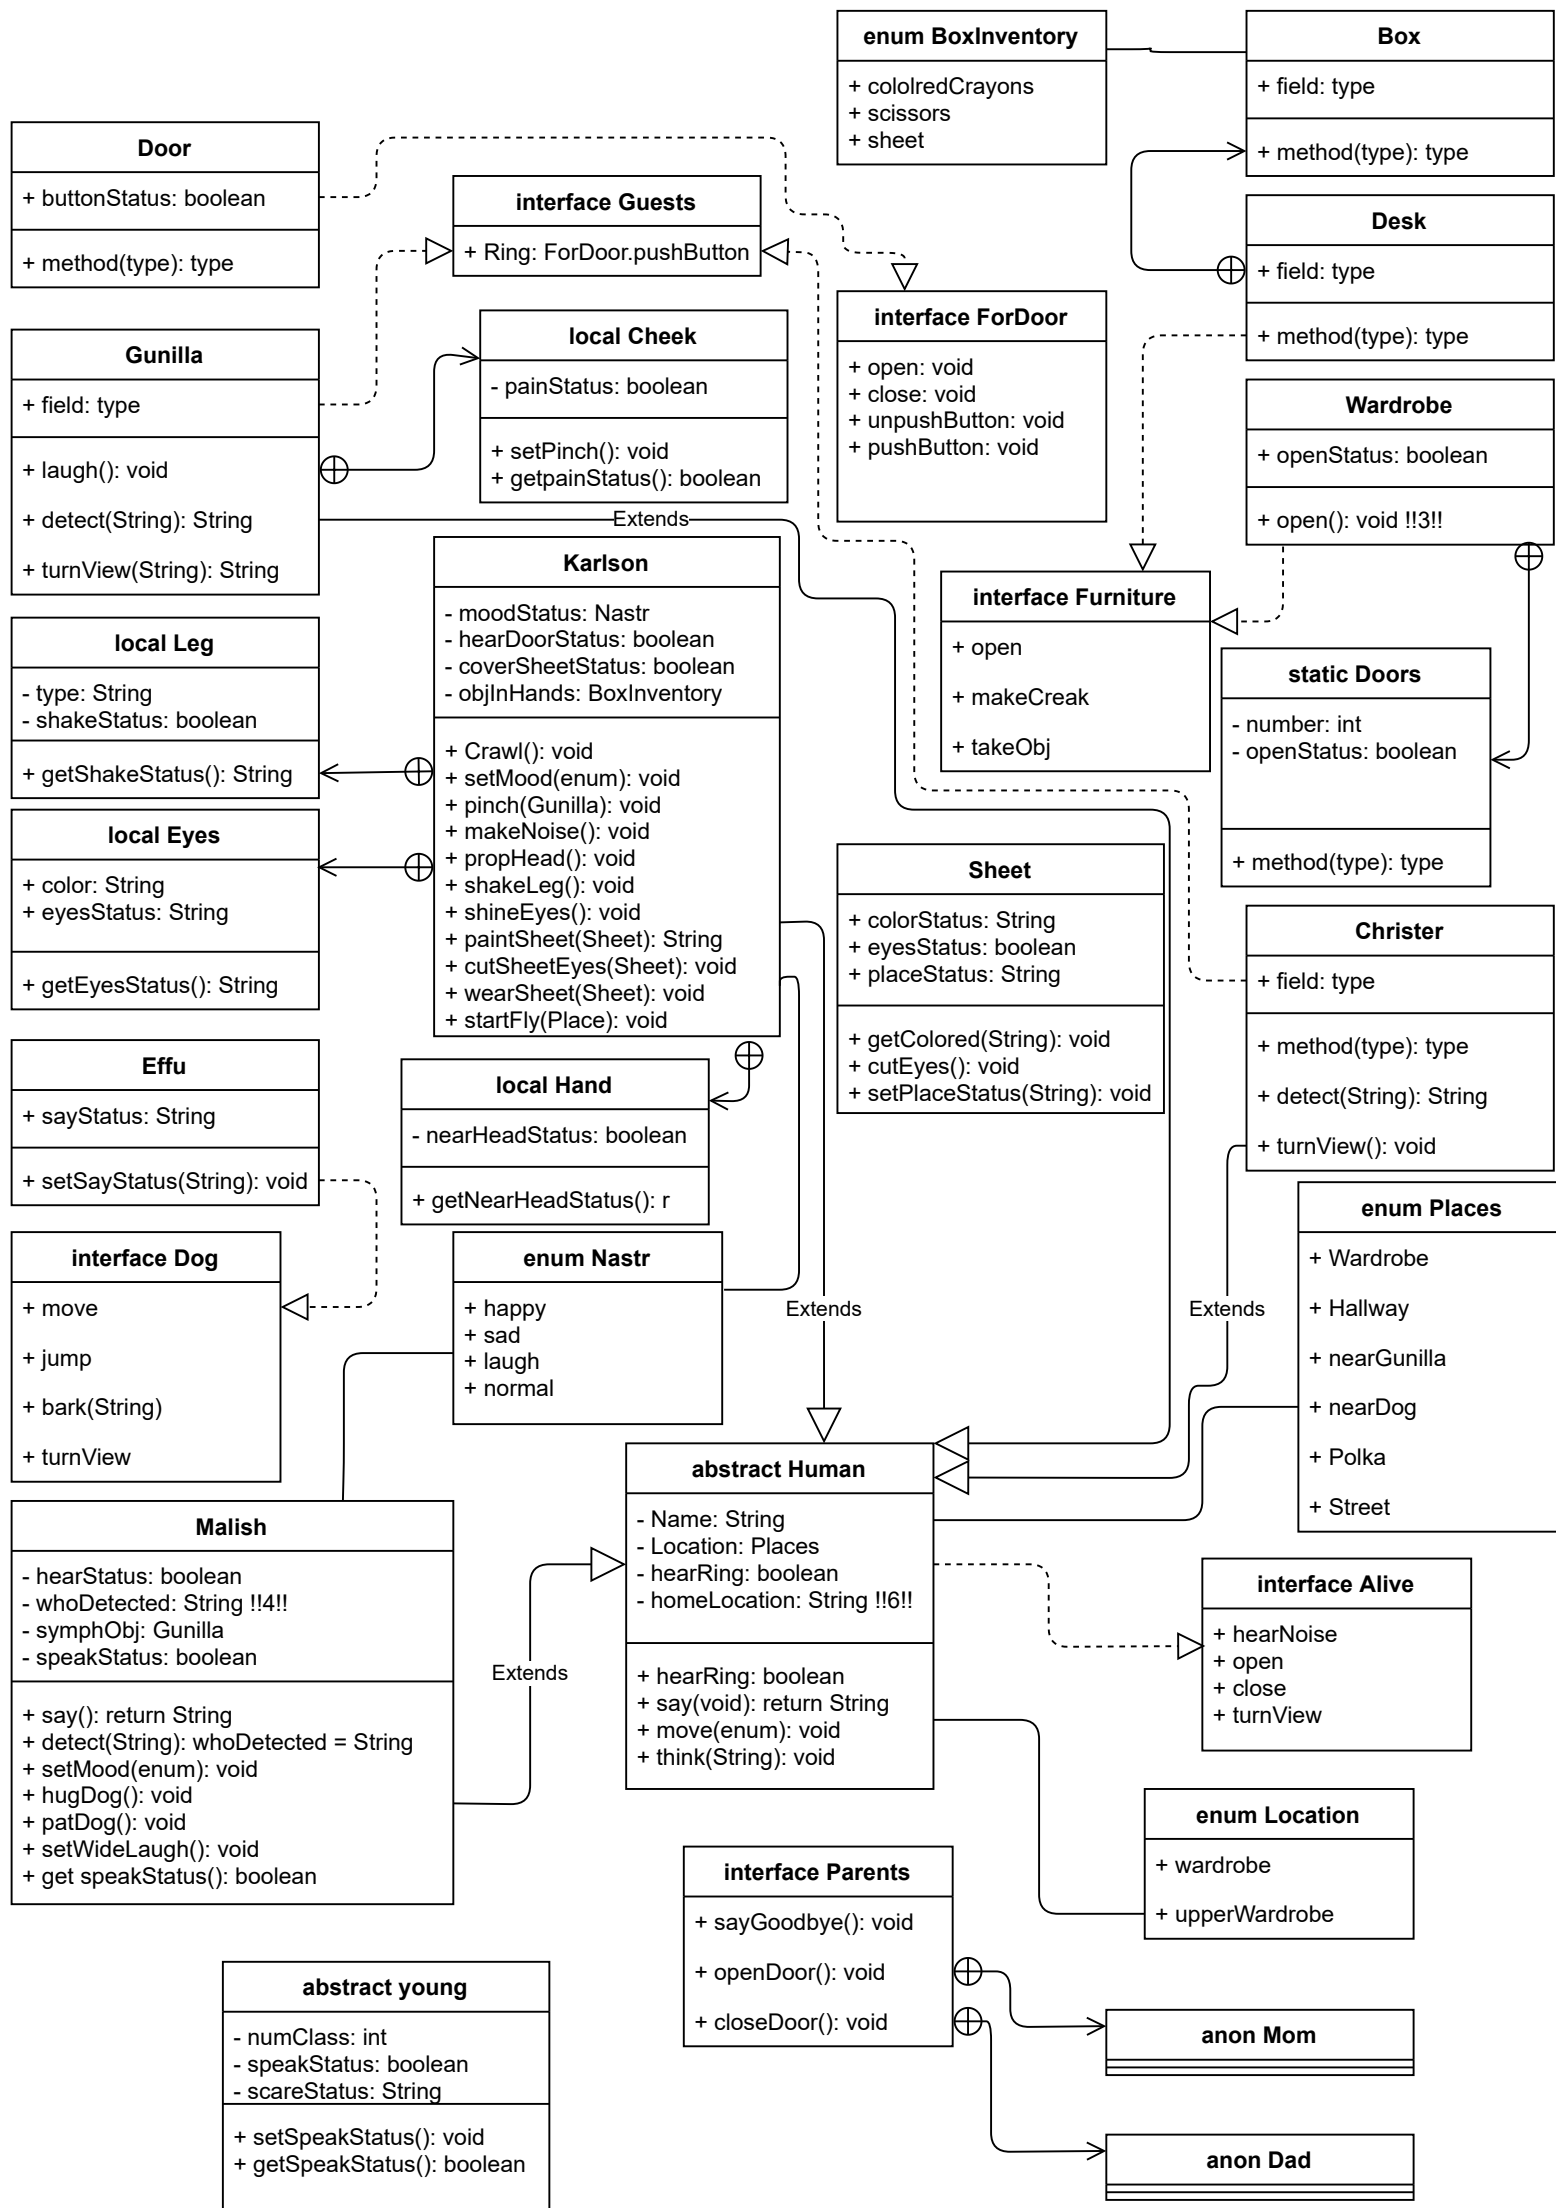 enum BoxInventory
+ cololredCrayons
+ scissors
+ sheet
Box
+ field: type
+ method(type): type
Door
+ buttonStatus: boolean
+ method(type): type
interface Guests
+ Ring: ForDoor.pushButton
Desk
+ field: type
+ method(type): type
interface ForDoor
+ open: void
+ close: void
+ unpushButton: void
+ pushButton: void
Gunilla
+ field: type
+ laugh(): void
+ detect(String): String
+ turnView(String): String
local Cheek
- painStatus: boolean
+ setPinch(): void
+ getpainStatus(): boolean
Extends
Wardrobe
+ openStatus: boolean
+ open(): void !!3!!
Karlson
- moodStatus: Nastr
- hearDoorStatus: boolean
- coverSheetStatus: boolean
- objInHands: BoxInventory
+ Crawl(): void
+ setMood(enum): void
+ pinch(Gunilla): void
+ makeNoise(): void
+ propHead(): void
+ shakeLeg(): void
+ shineEyes(): void
+ paintSheet(Sheet): String
+ cutSheetEyes(Sheet): void
+ wearSheet(Sheet): void
+ startFly(Place): void
interface Furniture
+ open
+ makeCreak
+ takeObj
local Leg
- type: String
- shakeStatus: boolean
+ getShakeStatus(): String
static Doors
- number: int
- openStatus: boolean
+ method(type): type
local Eyes
+ color: String
+ eyesStatus: String
+ getEyesStatus(): String
Sheet
+ colorStatus: String
+ eyesStatus: boolean
+ placeStatus: String
+ getColored(String): void
+ cutEyes(): void
+ setPlaceStatus(String): void
Christer
+ field: type
+ method(type): type
+ detect(String): String
+ turnView(): void
Effu
+ sayStatus: String
+ setSayStatus(String): void
local Hand
- nearHeadStatus: boolean
+ getNearHeadStatus(): r
enum Places
+ Wardrobe
+ Hallway
+ nearGunilla
+ nearDog
+ Polka
+ Street
interface Dog
+ move
+ jump
+ bark(String)
+ turnView
enum Nastr
+ happy
+ sad
+ laugh
+ normal
Extends
Extends
abstract Human
- Name: String
- Location: Places
- hearRing: boolean
- homeLocation: String !!6!!
+ hearRing: boolean
+ say(void): return String
+ move(enum): void
+ think(String): void
Malish
- hearStatus: boolean
- whoDetected: String !!4!!
- symphObj: Gunilla
- speakStatus: boolean
+ say(): return String
+ detect(String): whoDetected = String
+ setMood(enum): void
+ hugDog(): void
+ patDog(): void
+ setWideLaugh(): void
+ get speakStatus(): boolean
Extends
interface Alive
+ hearNoise
+ open
+ close
+ turnView
enum Location
+ wardrobe
+ upperWardrobe
interface Parents
+ sayGoodbye(): void
+ openDoor(): void
+ closeDoor(): void
abstract young
- numClass: int
- speakStatus: boolean
- scareStatus: String
+ setSpeakStatus(): void
+ getSpeakStatus(): boolean
anon Mom
anon Dad